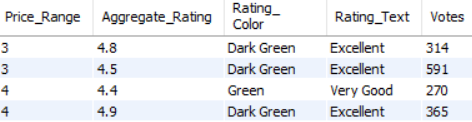 Price_Range Aggregate_Rating Rating_ Color Rating_Text Votes
3 4.8 Dark Green Excellent 314
3 4.5 Dark Green Excellent 591
4 4.4 Green Very Good 270
4 4.9 Dark Green Excellent 365